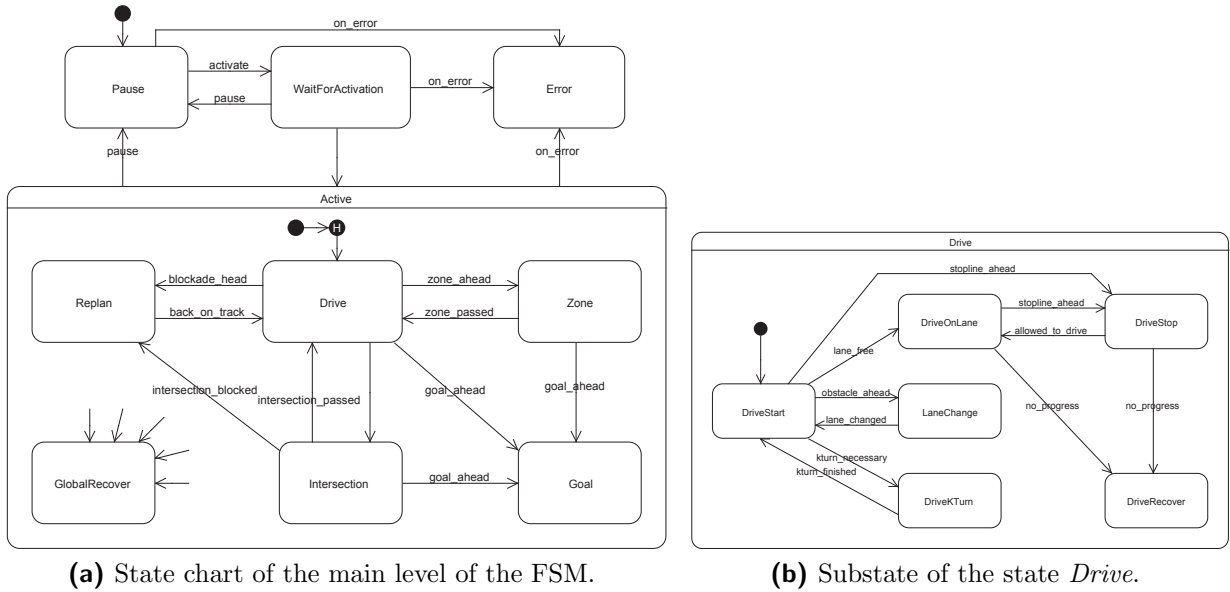 on_error
Pause
activate
pause
WaitForActivation
on_error
Error
pause
on_error
Active
H
Replan
blockade_head
back_on_track
Drive
zone_ahead
zone_passed
Zone
intersection_blocked
intersection_passed
goal_ahead
goal_ahead
GlobalRecover
Intersection
goal_ahead
Goal
(a) State chart of the main level of the FSM.
Drive
stopline_ahead
DriveOnLane
stopline_ahead
allowed_to_drive
DriveStop
lane_free
DriveStart
obstacle_ahead
lane_changed
LaneChange
no_progress
no_progress
kturn_necessary
kturn_finished
DriveKTurn
DriveRecover
(b) Substate of the state Drive.